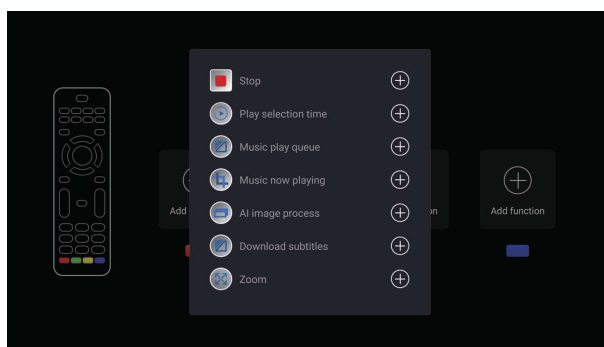 Stop
Play selection time
Music play queue
Music now playing
AI image process
Download subtitles
Zoom
Add
on
Add function